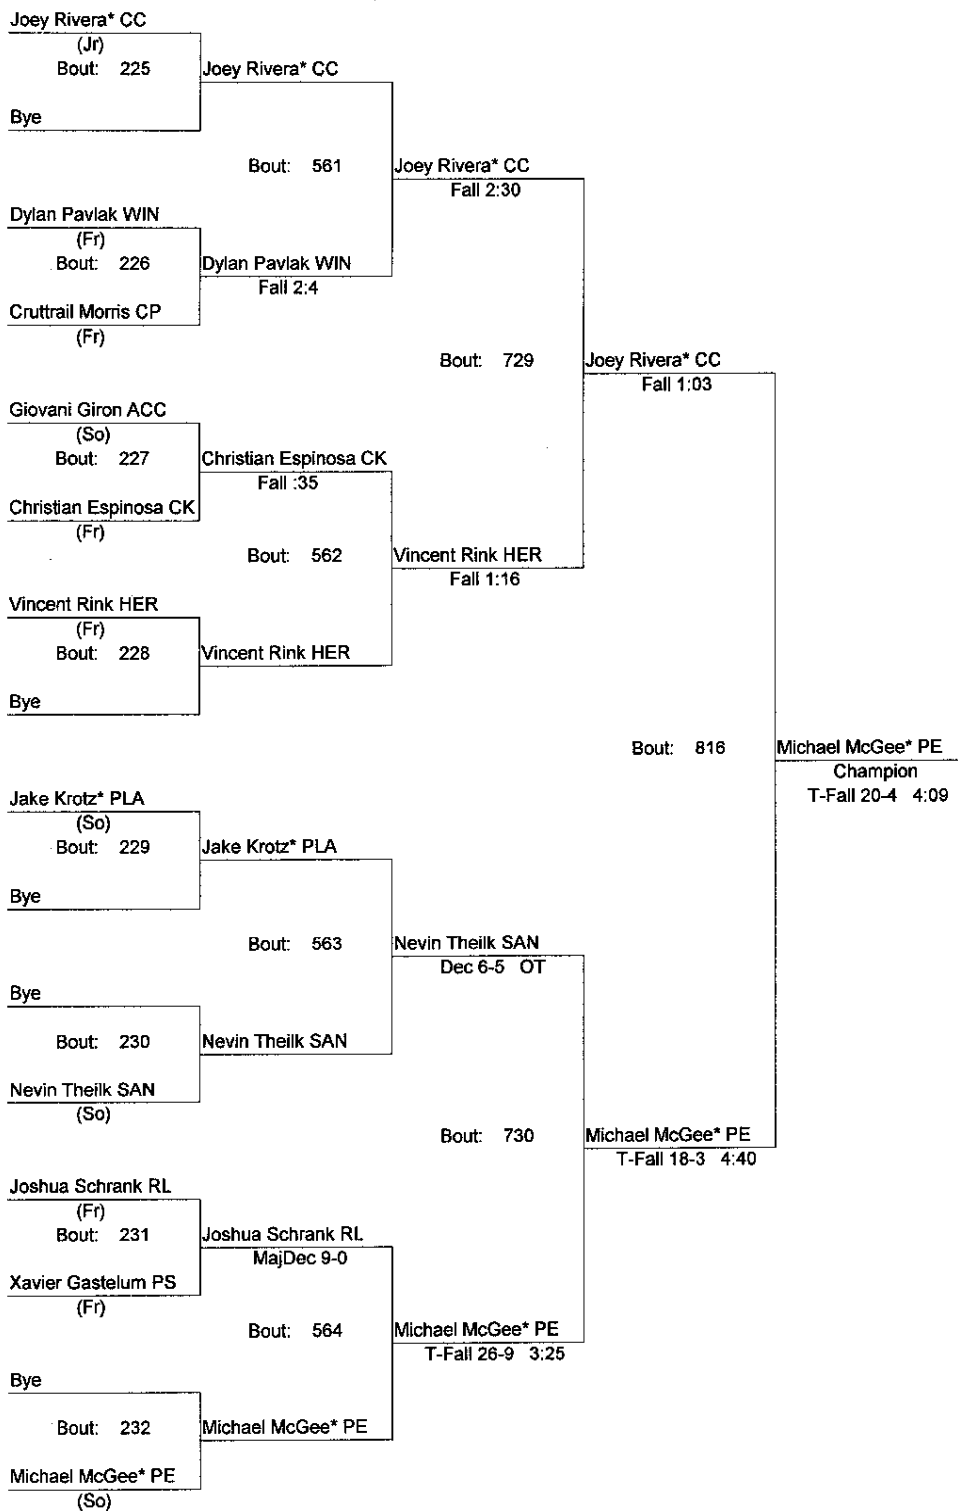 Joey Rivera* CC
(Jr)
Bout: 225
Joey Rivera* CC
Bye
Bout: 561
Joey Rivera* CC
Fall 2:30
Dylan Pavlak WIN
(Fr)
Bout: 226
Dylan Pavlak WIN
Fall 2:4
Cruttrail Morris CP
(Fr)
Bout: 729
Joey Rivera* CC
Fall 1:03
Giovani Giron ACC
(So)
Bout: 227
Christian Espinosa CK
Fall :35
Christian Espinosa CK
(Fr)
Bout: 562
Vincent Rink HER
Fall 1:16
Vincent Rink HER
(Fr)
Bout: 228
Vincent Rink HER
Bye
Bout: 816
Michael McGee* PE
Champion
T-Fall 20-4 4:09
Jake Krotz* PLA
(So)
Bout: 229
Jake Krotz* PLA
Bye
Bout: 563
Nevin Theilk SAN
Dec 6-5 OT
Bye
Bout: 230
Nevin Theilk SAN
Nevin Theilk SAN
(So)
Bout: 730
Michael McGee* PE
T-Fall 18-3 4:40
Joshua Schrank RL
(Fr)
Bout: 231
Joshua Schrank RL
MajDec 9-0
Xavier Gastelum PS
(Fr)
Bout: 564
Michael McGee* PE
T-Fall 26-9 3:25
Bye
Bout: 232
Michael McGee* PE
Michael McGee* PE
(So)